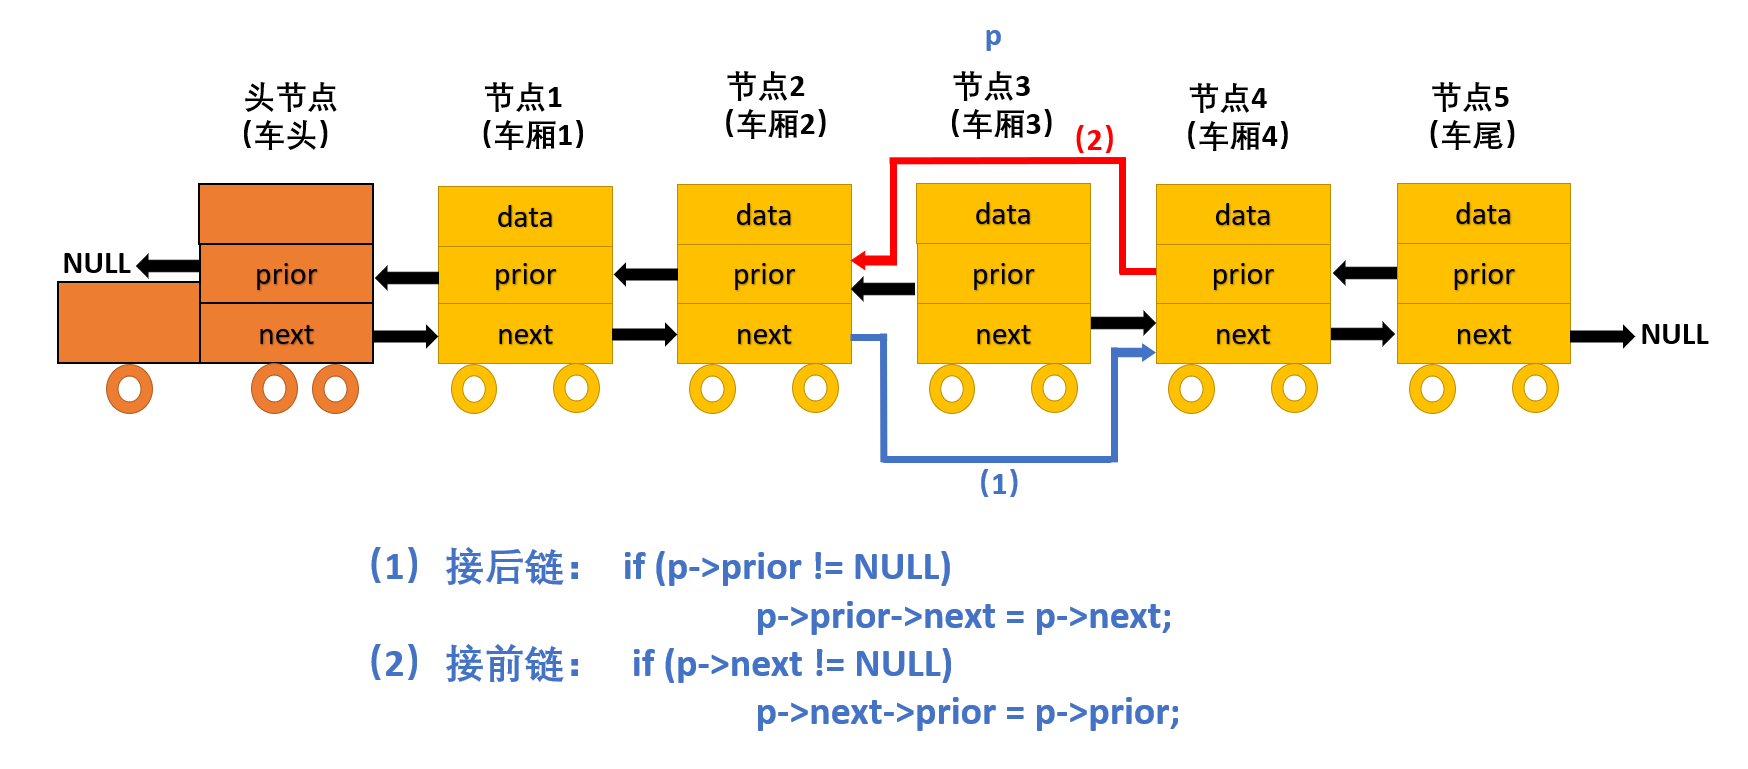 p
头节点
（车头）
节点1
（车厢1）
节点2
（车厢2）
节点3
（车厢3）
节点4
（车厢4）
节点5
（车尾）
（2）
data
data
data
data
data
NULL
prior
prior
prior
prior
prior
prior
next
next
next
next
next
next
NULL
（1）
（1）接后链： if (p->prior != NULL)
p->prior->next = p->next;
（2）接前链： if (p->next != NULL)
p->next->prior = p->prior;